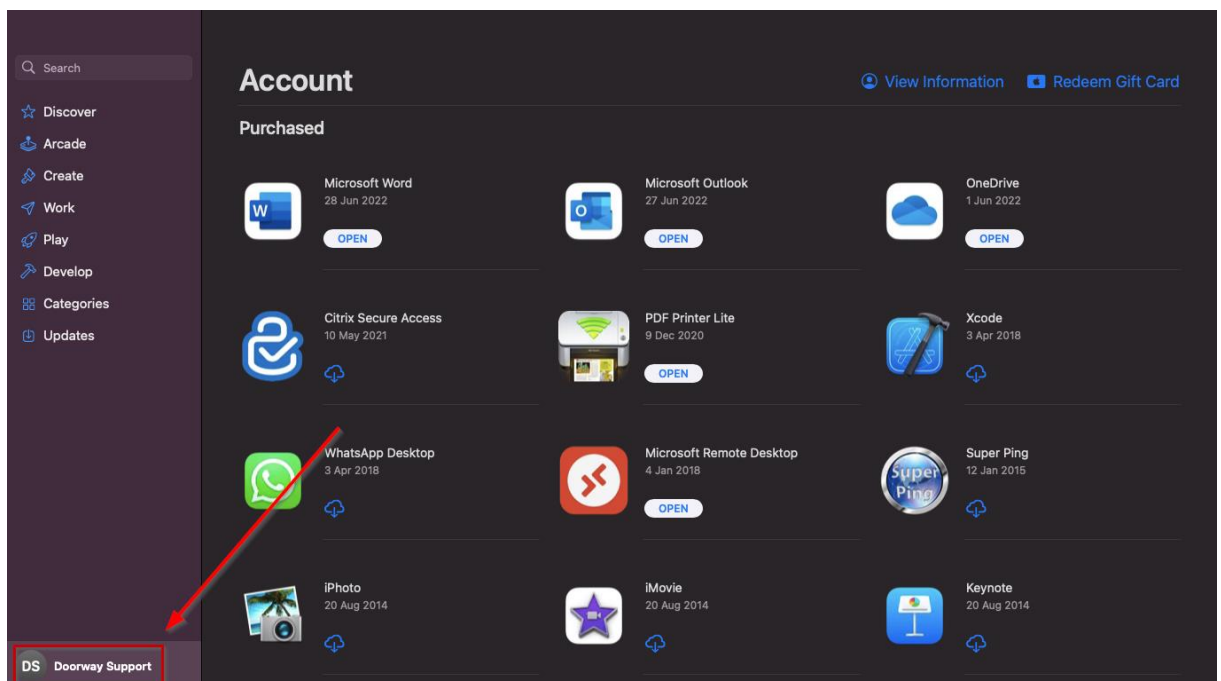 Search
Discover
Arcade
Create
Work
Play
Develop
Categories
Updates
DS Doorway Support
Account
View Information
Redeem Gift Card
Purchased
W
Microsoft Word
28 Jun 2022
OPEN
O
Microsoft Outlook
27 Jun 2022
OPEN
OneDrive
1 Jun 2022
OPEN
Citrix Secure Access
10 May 2021
PDF Printer Lite
9 Dec 2020
OPEN
Xcode
3 Apr 2018
WhatsApp Desktop
3 Apr 2018
Microsoft Remote Desktop
4 Jan 2018
OPEN
Super
Ping
Super Ping
12 Jan 2015
iPhoto
20 Aug 2014
iMovie
20 Aug 2014
Keynote
20 Aug 2014